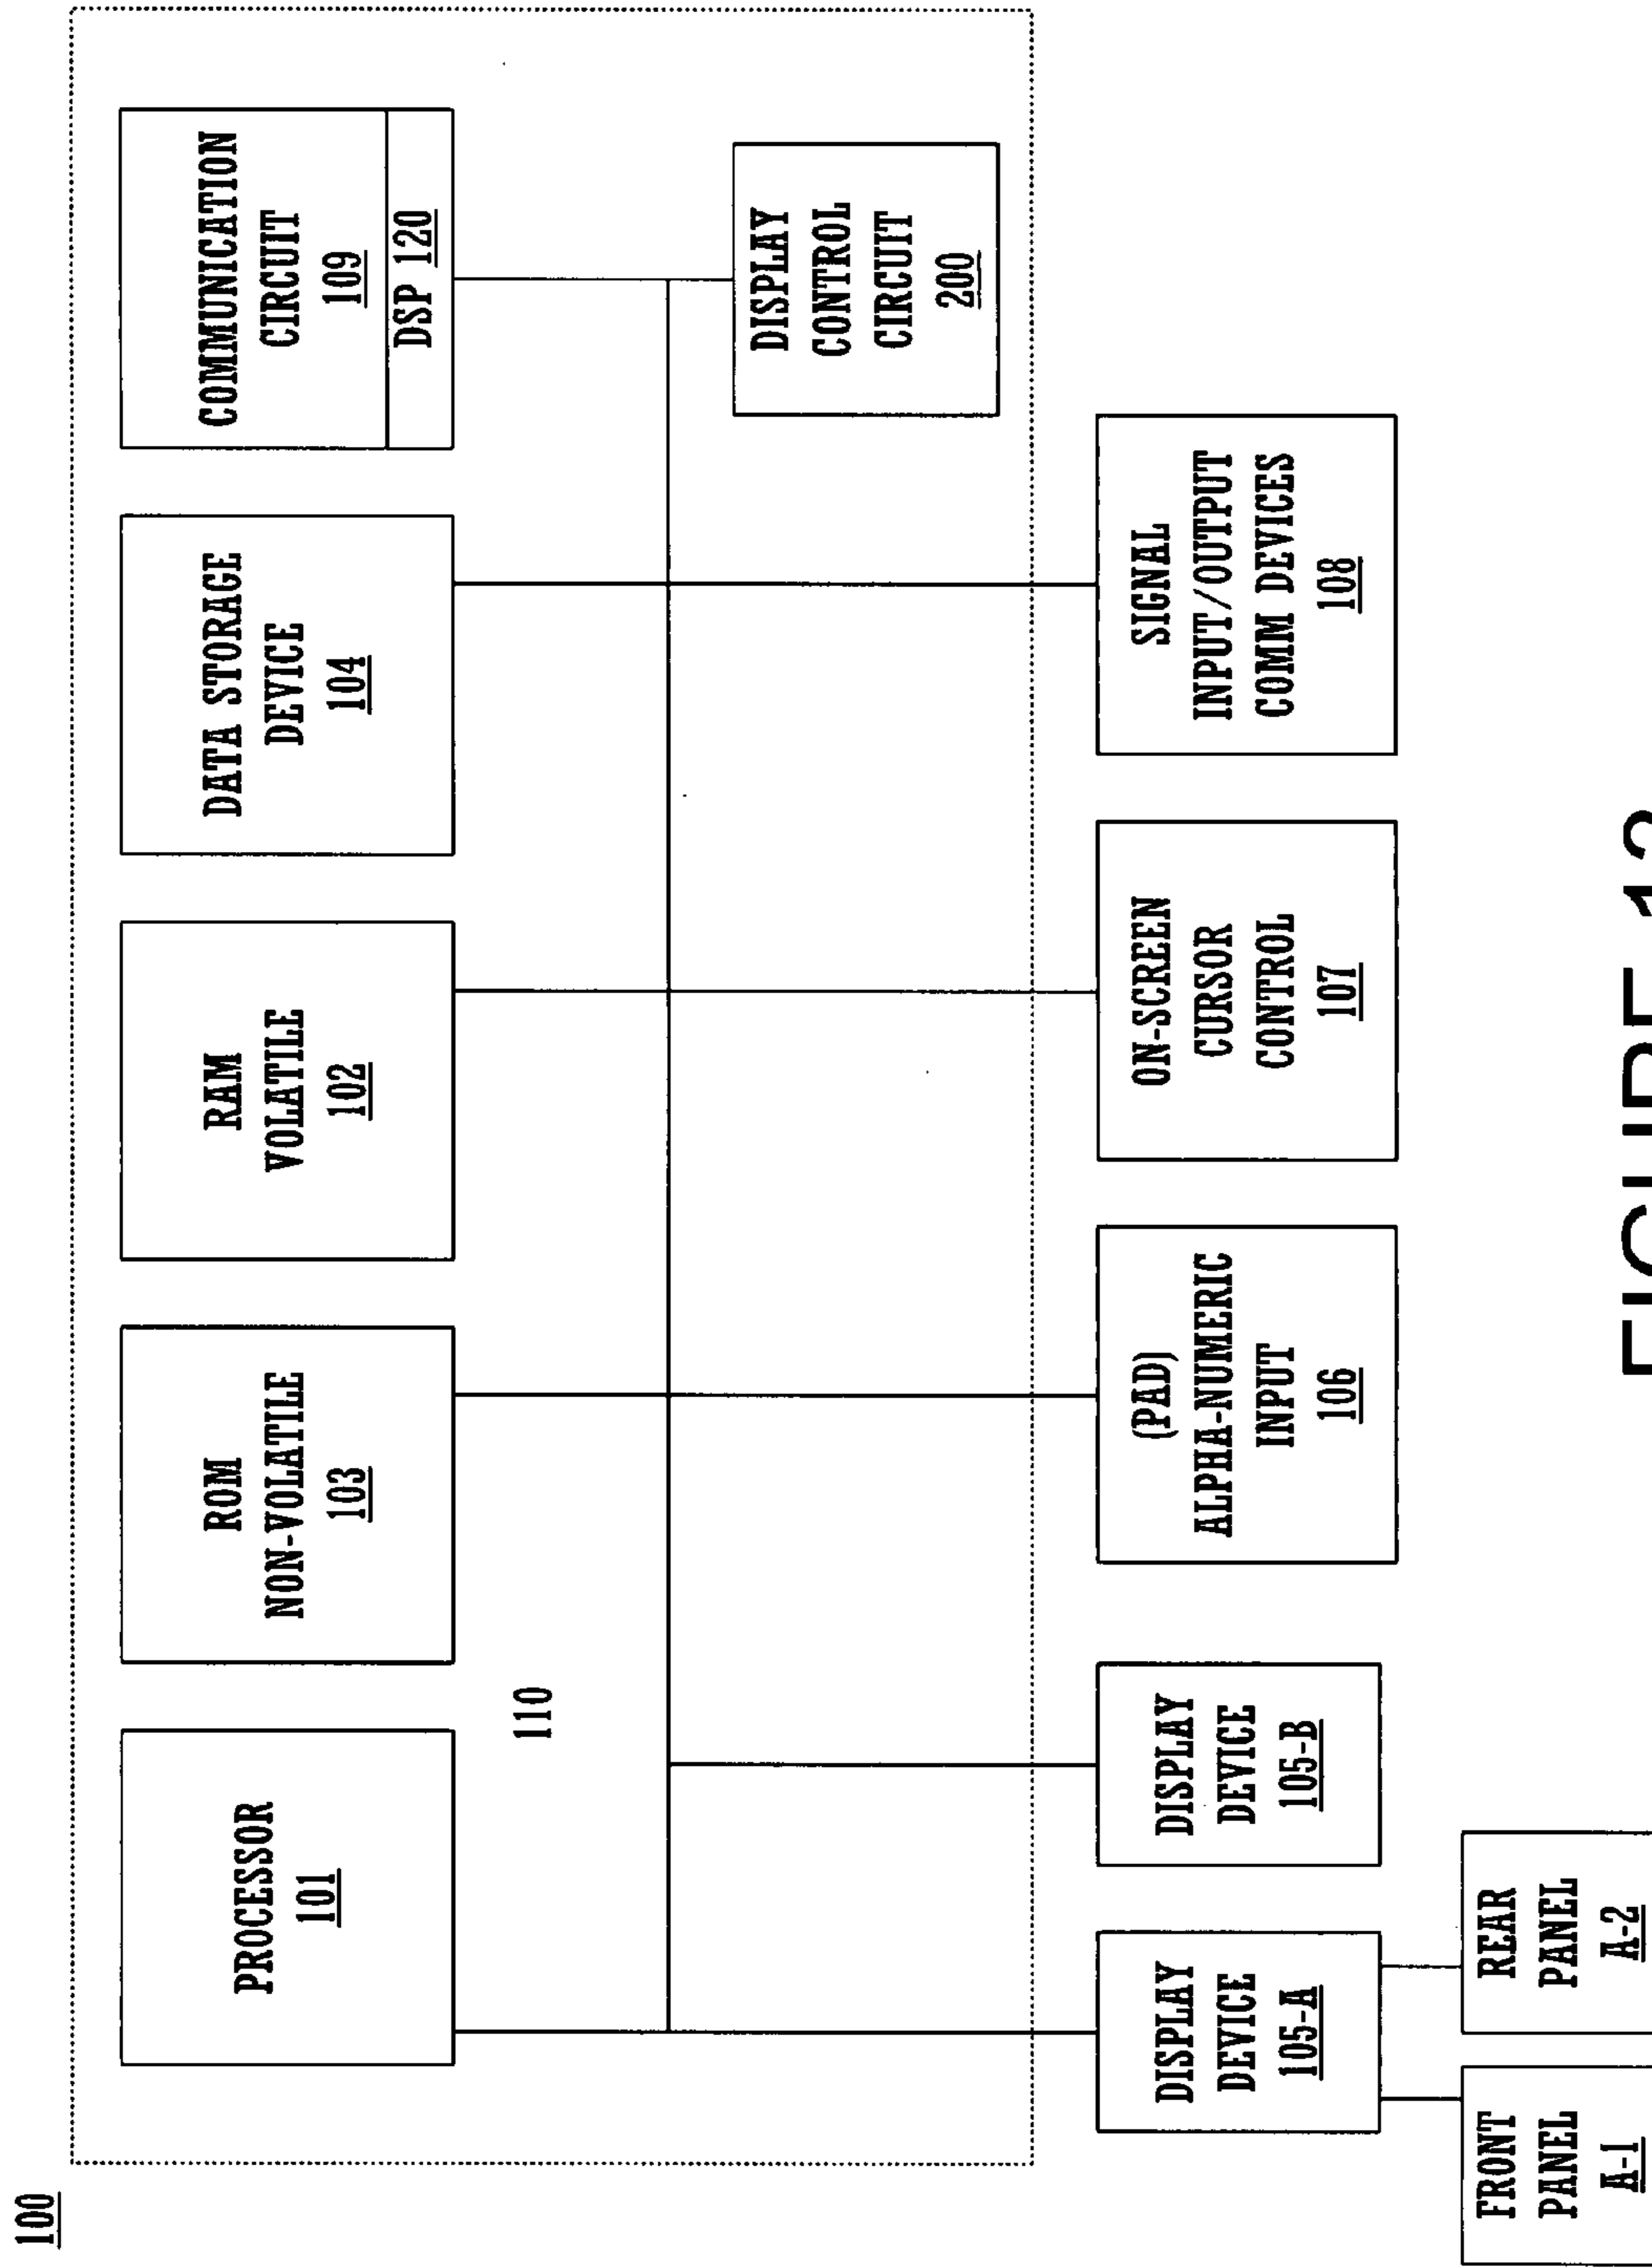 100
PROCESSOR
101
ROM
NON-VOLATILE
103
RAM
VOLATILE
102
DATA STORAGE
DEVICE
104
COMMUNICATION
CIRCUIT
109
DSP 120
110
DISPLAY
CONTROL
CIRCUIT
200
DISPLAY
DEVICE
105-A
DISPLAY
DEVICE
105-B
(PAD)
ALPHA-NUMERIC
INPUT
106
ON-SCREEN
CURSOR
CONTROL
107
SIGNAL
INPUT/OUTPUT
COMM DEVICES
108
FRONT
PANEL
A-1
REAR
PANEL
A-2
FIGURE